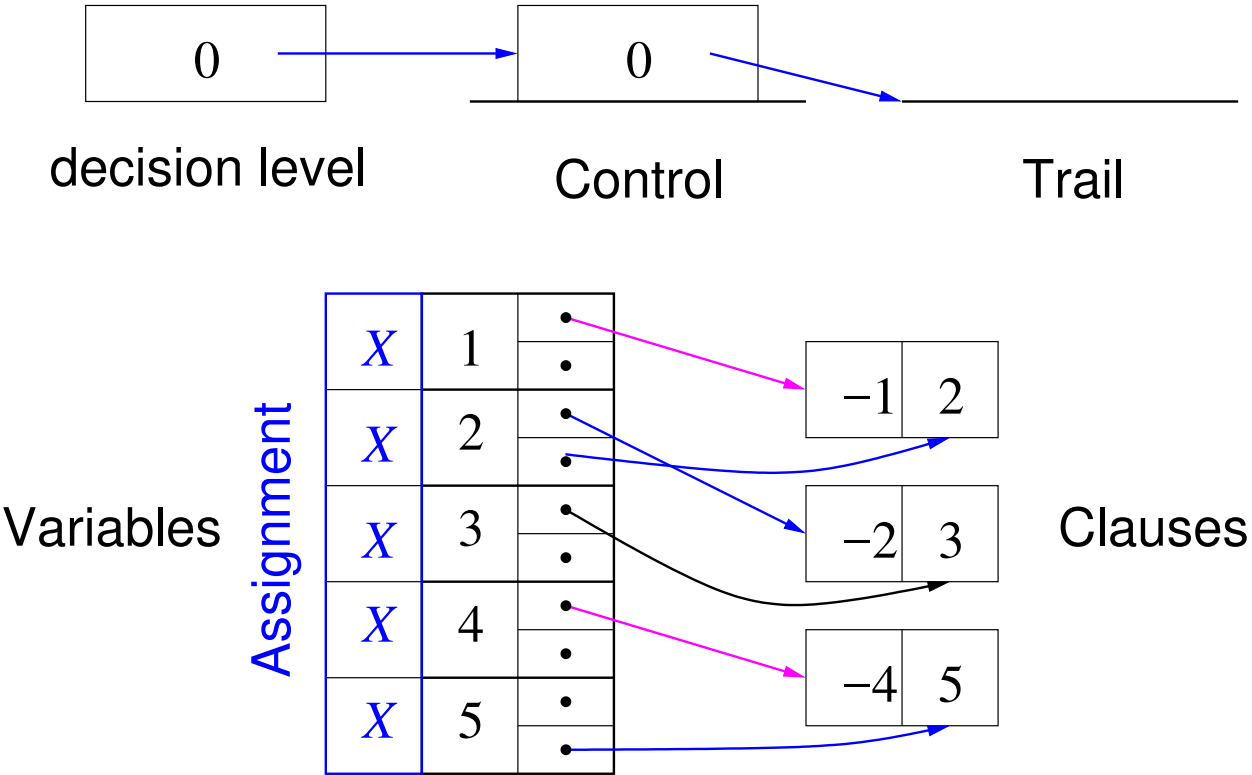 0 0
decision level Control Trail
X 1
−1 2
X 2
Variables Assignment X 3 −2 3 Clauses
X 4
−4 5
X 5